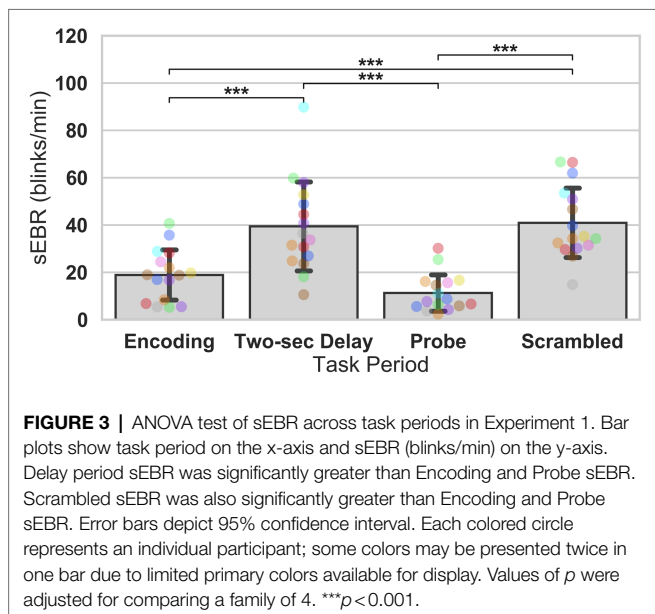 120
100
80
60
40
20
0
sEBR (blinks/min)
***
***
***
***
Encoding Two-sec Delay Probe Scrambled
Task Period
FIGURE 3 | ANOVA test of sEBR across task periods in Experiment 1. Bar
plots show task period on the x-axis and sEBR (blinks/min) on the y-axis.
Delay period sEBR was significantly greater than Encoding and Probe sEBR.
Scrambled sEBR was also significantly greater than Encoding and Probe
sEBR. Error bars depict 95% confidence interval. Each colored circle
represents an individual participant; some colors may be presented twice in
one bar due to limited primary colors available for display. Values of p were
adjusted for comparing a family of 4. ***p<0.001.